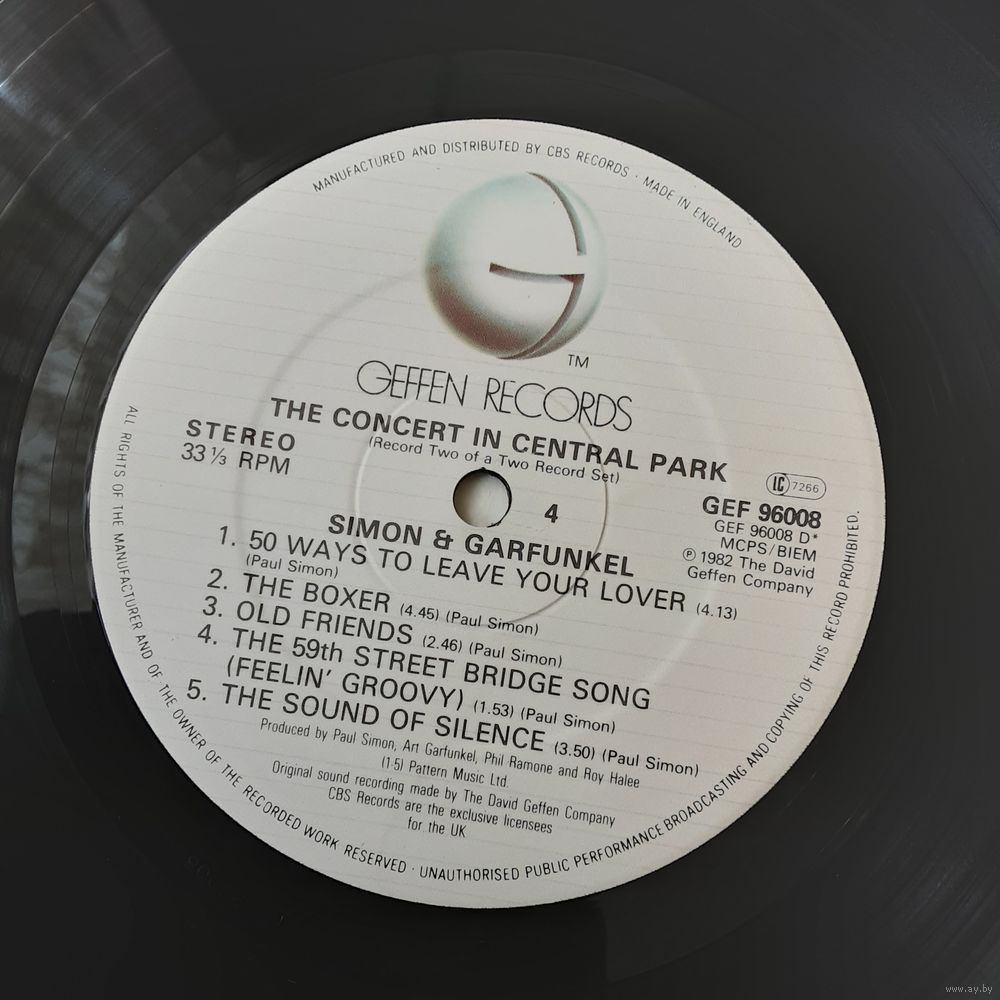 MANUFACTURED AND DISTRIBUTED BY CBS RECORDS · MADE IN ENGLAND
TM
GEFFEN RECORDS
THE CONCERT IN CENTRAL PARK
(Record Two of a Two Record Set)
STEREO
33 ⅓ RPM
LC 7266
4
GEF 96008
GEF 96008 D*
MCPS/BIEM
℗ 1982 The David
Geffen Company
SIMON & GARFUNKEL
1. 50 WAYS TO LEAVE YOUR LOVER (4.13)
(Paul Simon)
2. THE BOXER (4.45) (Paul Simon)
3. OLD FRIENDS (2.46) (Paul Simon)
4. THE 59th STREET BRIDGE SONG
(FEELIN' GROOVY) (1.53) (Paul Simon)
5. THE SOUND OF SILENCE (3.50) (Paul Simon)
Produced by Paul Simon, Art Garfunkel, Phil Ramone and Roy Halee
(1-5) Pattern Music Ltd.
Original sound recording made by The David Geffen Company
CBS Records are the exclusive licensees
for the UK
ALL RIGHTS OF THE MANUFACTURER AND OF THE OWNER OF THE RECORDED WORK RESERVED · UNAUTHORISED PUBLIC PERFORMANCE BROADCASTING AND COPYING OF THIS RECORD PROHIBITED.
www.ay.by